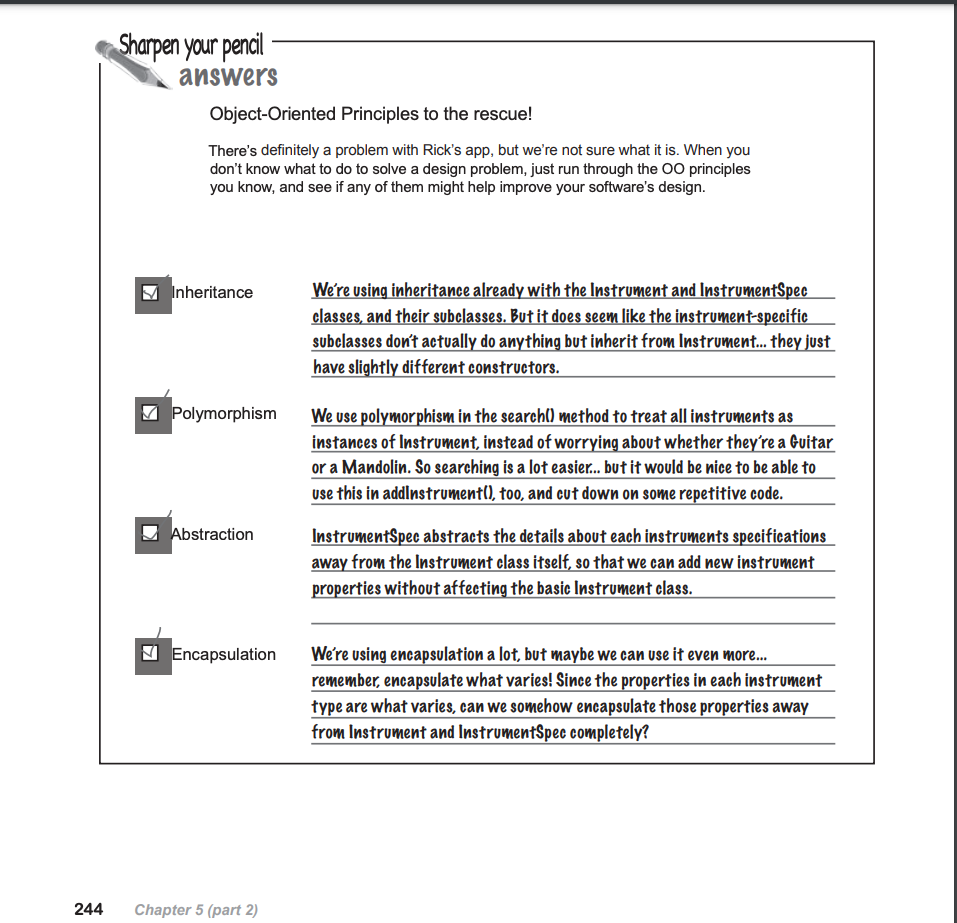 Sharpen your pencil
answers
Object-Oriented Principles to the rescue!
There's definitely a problem with Rick's app, but we're not sure what it is. When you
don't know what to do to solve a design problem, just run through the OO principles
you know, and see if any of them might help improve your software's design.
Inheritance
We're using inheritance already with the Instrument and InstrumentSpec
classes, and their subclasses. But it does seem like the instrument-specific
subclasses don't actually do anything but inherit from Instrument... they just
have slightly different constructors.
Polymorphism
We use polymorphism in the search() method to treat all instruments as
instances of Instrument, instead of worrying about whether they're a Guitar
or a Mandolin. So searching is a lot easier... but it would be nice to be able to
use this in addInstrument(), too, and cut down on some repetitive code.
Abstraction
InstrumentSpec abstracts the details about each instruments specifications
away from the Instrument class itself, so that we can add new instrument
properties without affecting the basic Instrument class.
Encapsulation
We're using encapsulation a lot, but maybe we can use it even more...
remember, encapsulate what varies! Since the properties in each instrument
type are what varies, can we somehow encapsulate those properties away
from Instrument and InstrumentSpec completely?
244 Chapter 5 (part 2)